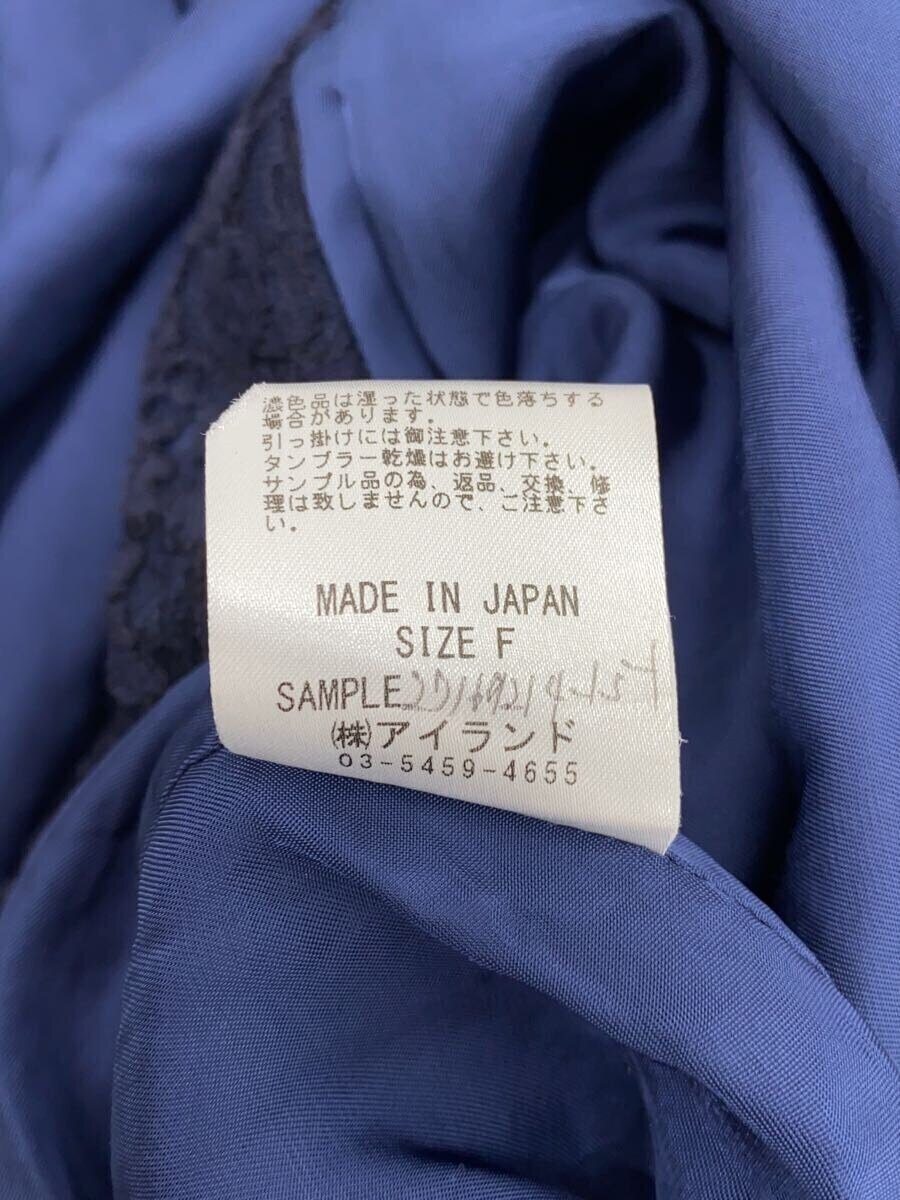 濃色品は湿った状態で色落ちする
場合があります。
引っ掛けには御注意下さい。
タンブラー乾燥はお避け下さい。
サンプル品の為、返品、交換、修
理は致しませんので、ご注意下さ
い。
MADE IN JAPAN
SIZE F
SAMPLE
㈱アイランド
03-5459-4655